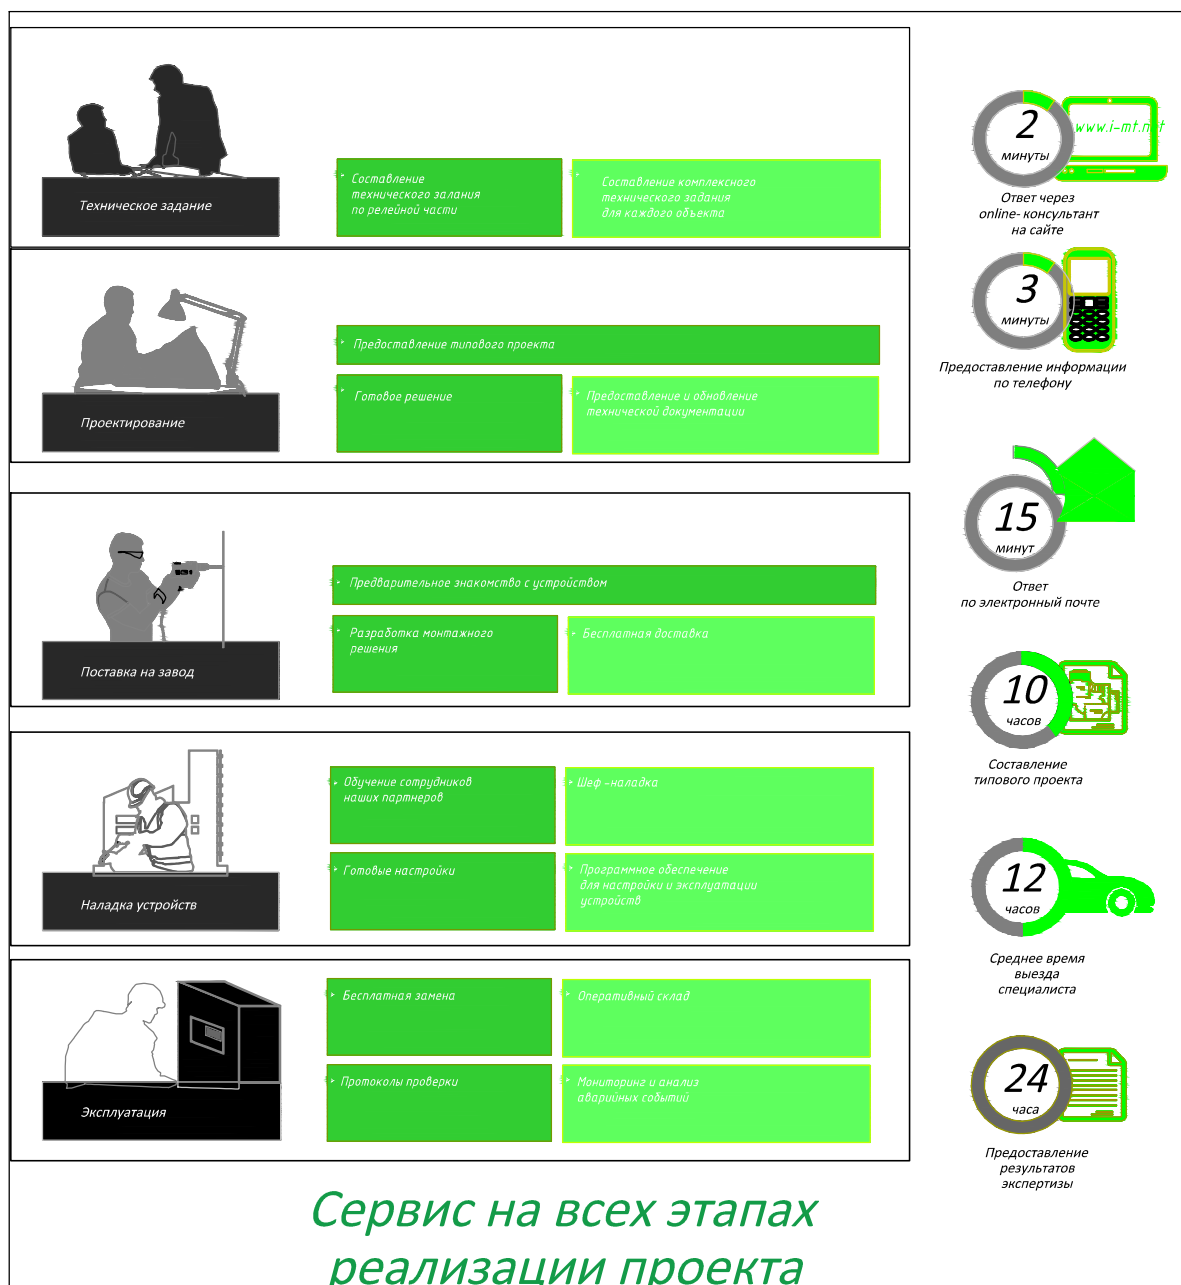 Техническое задание
Составление
технического залания
по релейной части
Составление комплексного
технического задания
для каждого объекта
Проектирование
Предоставление типового проекта
Готовое решение
Предоставление и обновление
технической документации
Поставка на завод
Предварительное знакомство с устройством
Разработка монтажного
решения
Бесплатная доставка
Наладка устройств
Обучение сотрудников
наших партнеров
Шеф -наладка
Готовые настройки
Программное обеспечение
для настройки и эксплуатации
устройств
Эксплуатация
Бесплатная замена
Оперативный склад
Протоколы проверки
Мониторинг и анализ
аварийных событий
2
минуты
www.i-mt.net
Ответ через
online- консультант
на сайте
3
минуты
Предоставление информации
по телефону
15
минут
Ответ
по электронный почте
10
часов
Составление
типового проекта
12
часов
Среднее время
выезда
специалиста
24
часа
Предоставление
результатов
экспертизы
Сервис на всех этапах
реализации проекта